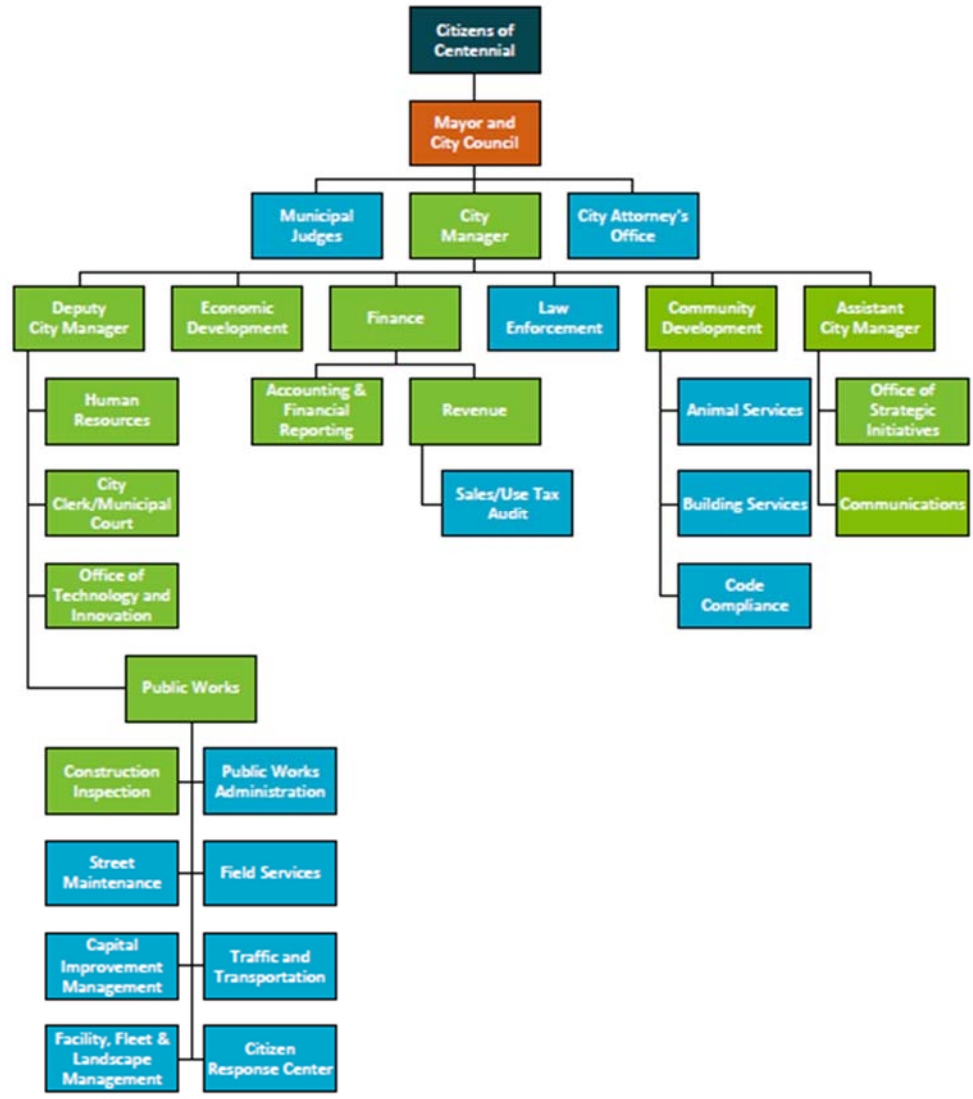 Citizens of
Centennial
Mayor and
City Council
Municipal
Judges
City
Manager
City Attorney's
Office
Deputy
City Manager
Economic
Development
Finance
Law
Enforcement
Community
Development
Assistant
City Manager
Human
Resources
Accounting &
Financial
Reporting
Revenue
Animal Services
Office of
Strategic
Initiatives
City
Clerk/Municipal
Court
Sales/Use Tax
Audit
Building Services
Communications
Office of
Technology and
Innovation
Code
Compliance
Public Works
Construction
Inspection
Public Works
Administration
Street
Maintenance
Field Services
Capital
Improvement
Management
Traffic and
Transportation
Facility, Fleet &
Landscape
Management
Citizen
Response Center